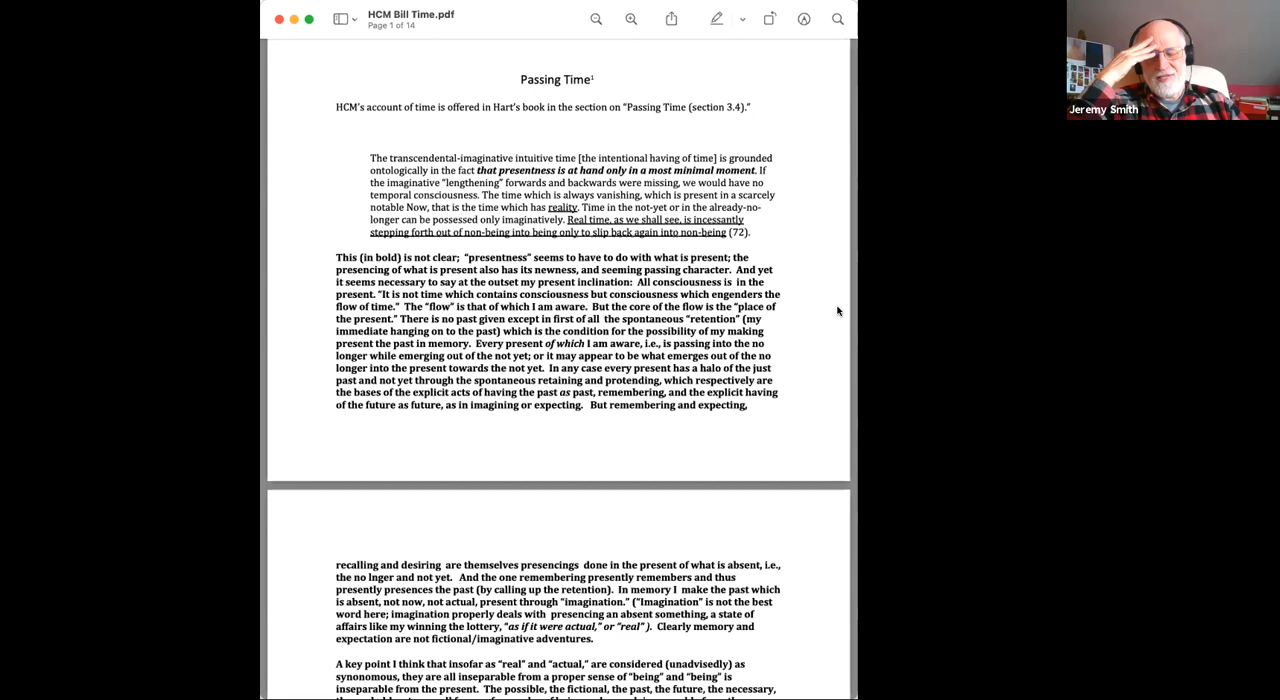 HCM Bill Time.pdf
Page 1 of 14
Jeremy Smith
Passing Time¹
HCM's account of time is offered in Hart's book in the section on "Passing Time (section 3.4)."
The transcendental-imaginative intuitive time [the intentional having of time] is grounded
ontologically in the fact that presentness is at hand only in a most minimal moment. If
the imaginative "lengthening" forwards and backwards were missing, we would have no
temporal consciousness. The time which is always vanishing, which is present in a scarcely
notable Now, that is the time which has reality. Time in the not-yet or in the already-no-
longer can be possessed only imaginatively. Real time, as we shall see, is incessantly
stepping forth out of non-being into being only to slip back again into non-being (72).
This (in bold) is not clear; "presentness" seems to have to do with what is present; the
presencing of what is present also has its newness, and seeming passing character. And yet
it seems necessary to say at the outset my present inclination: All consciousness is in the
present. "It is not time which contains consciousness but consciousness which engenders the
flow of time." The "flow" is that of which I am aware. But the core of the flow is the "place of
the present." There is no past given except in first of all the spontaneous "retention" (my
immediate hanging on to the past) which is the condition for the possibility of my making
present the past in memory. Every present of which I am aware, i.e., is passing into the no
longer while emerging out of the not yet; or it may appear to be what emerges out of the no
longer into the present towards the not yet. In any case every present has a halo of the just
past and not yet through the spontaneous retaining and protending, which respectively are
the bases of the explicit acts of having the past as past, remembering, and the explicit having
of the future as future, as in imagining or expecting. But remembering and expecting,
recalling and desiring are themselves presencings done in the present of what is absent, i.e.,
the no lnger and not yet. And the one remembering presently remembers and thus
presently presences the past (by calling up the retention). In memory I make the past which
is absent, not now, not actual, present through "imagination." ("Imagination" is not the best
word here; imagination properly deals with presencing an absent something, a state of
affairs like my winning the lottery, "as if it were actual," or "real" ). Clearly memory and
expectation are not fictional/imaginative adventures.
A key point I think that insofar as "real" and "actual," are considered (unadvisedly) as
synonomous, they are all inseparable from a proper sense of "being" and "being" is
inseparable from the present. The possible, the fictional, the past, the future, the necessary,